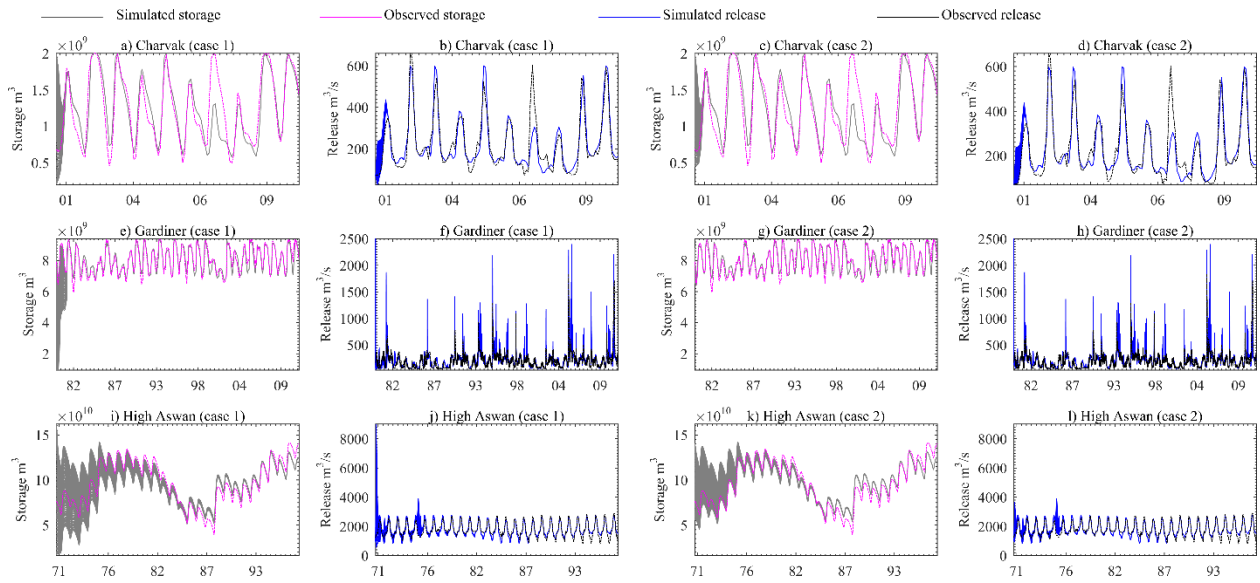 Simulated storage Observed storage Simulated release Observed release
×10⁹ a) Charvak (case 1) b) Charvak (case 1) ×10⁹ c) Charvak (case 2) d) Charvak (case 2)
Storage m³ 2 1.5 1 0.5
01 04 06 09
Release m³/s 600 400 200
01 04 06 09
Storage m³ 2 1.5 1 0.5
01 04 06 09
Release m³/s 600 400 200
01 04 06 09
×10⁹ e) Gardiner (case 1) f) Gardiner (case 1) ×10⁹ g) Gardiner (case 2) h) Gardiner (case 2)
Storage m³ 8 6 4 2
82 87 93 98 04 09
Release m³/s 2500 2000 1500 1000 500
82 87 93 98 04 09
Storage m³ 8 6 4 2
82 87 93 98 04 09
Release m³/s 2500 2000 1500 1000 500
82 87 93 98 04 09
×10¹⁰ i) High Aswan (case 1) j) High Aswan (case 1) ×10¹⁰ k) High Aswan (case 2) l) High Aswan (case 2)
Storage m³ 15 10 5
71 76 82 87 93
Release m³/s 8000 6000 4000 2000 0
71 76 82 87 93
Storage m³ 15 10 5
71 76 82 87 93
Release m³/s 8000 6000 4000 2000 0
71 76 82 87 93